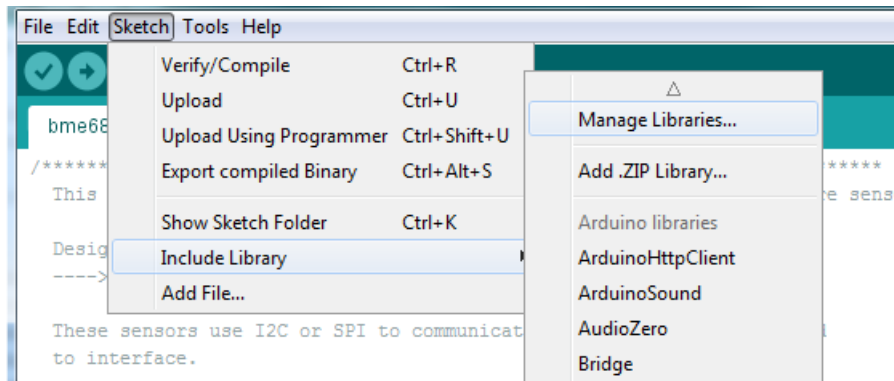 File Edit Sketch Tools Help
Verify/Compile Ctrl+R
Upload Ctrl+U
Upload Using Programmer Ctrl+Shift+U
Export compiled Binary Ctrl+Alt+S
Show Sketch Folder Ctrl+K
Include Library
Add File...
Manage Libraries...
Add .ZIP Library...
Arduino libraries
ArduinoHttpClient
ArduinoSound
AudioZero
Bridge
bme68
/******* *****
This e sens
Desig
---->
These sensors use I2C or SPI to communicat
to interface.